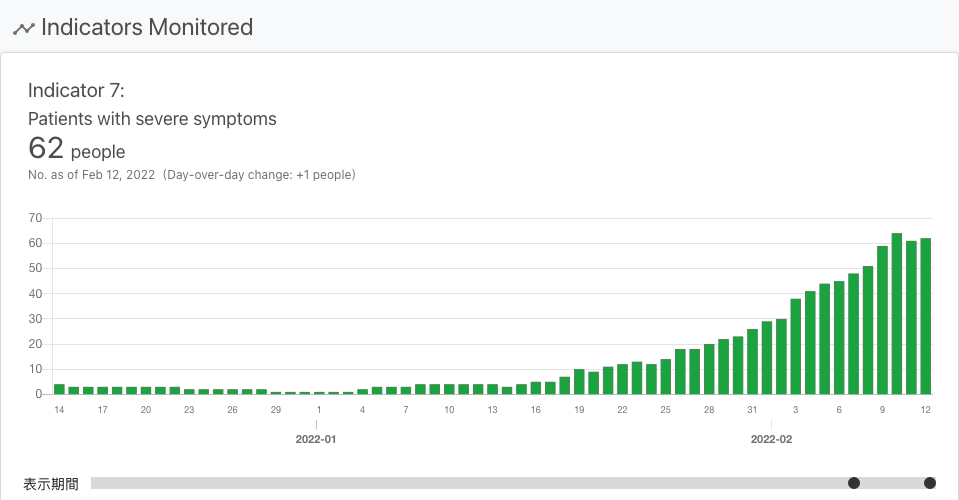 Indicators Monitored
Indicator 7:
Patients with severe symptoms
62 people
No. as of Feb 12, 2022 (Day-over-day change: +1 people)
70
60
50
40
30
20
10
0
14 17 20 23 26 29 1 4 7 10 13 16 19 22 25 28 31 3 6 9 12
2022-01 2022-02
表示期間